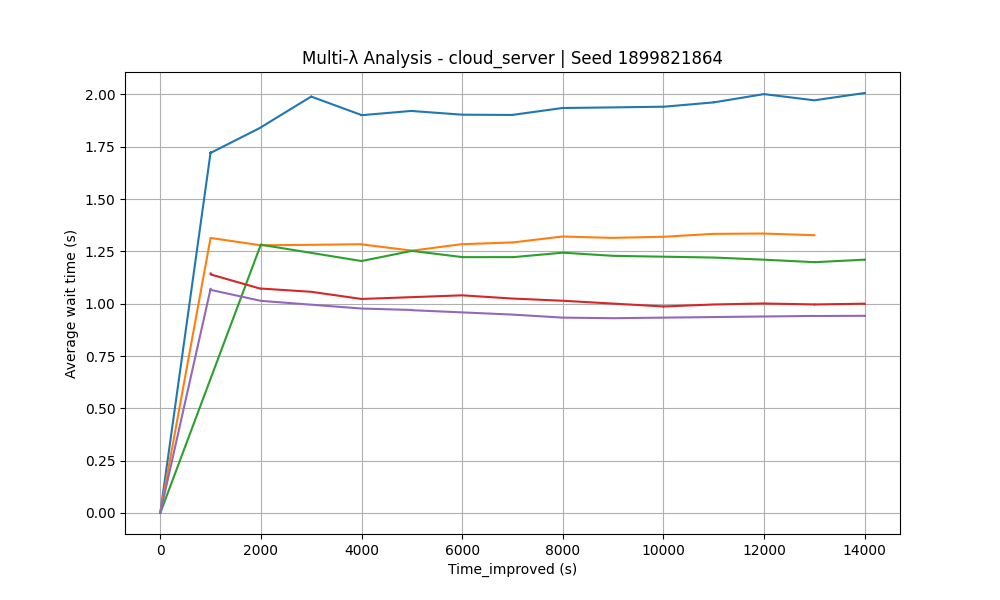 Multi-λ Analysis - cloud_server | Seed 1899821864
Average wait time (s)
2.00
1.75
1.50
1.25
1.00
0.75
0.50
0.25
0.00
0 2000 4000 6000 8000 10000 12000 14000
Time_improved (s)